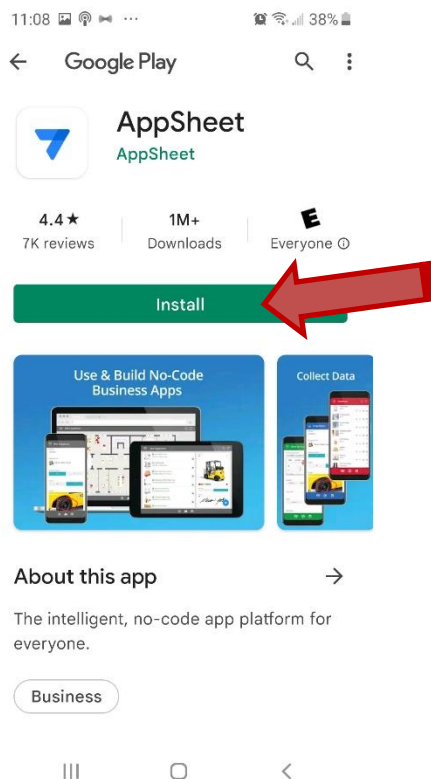 11:08 38%
Google Play
AppSheet
AppSheet
4.4★ 1M+ E
7K reviews Downloads Everyone
Install
Use & Build No-Code
Business Apps
Collect Data
About this app
The intelligent, no-code app platform for
everyone.
Business